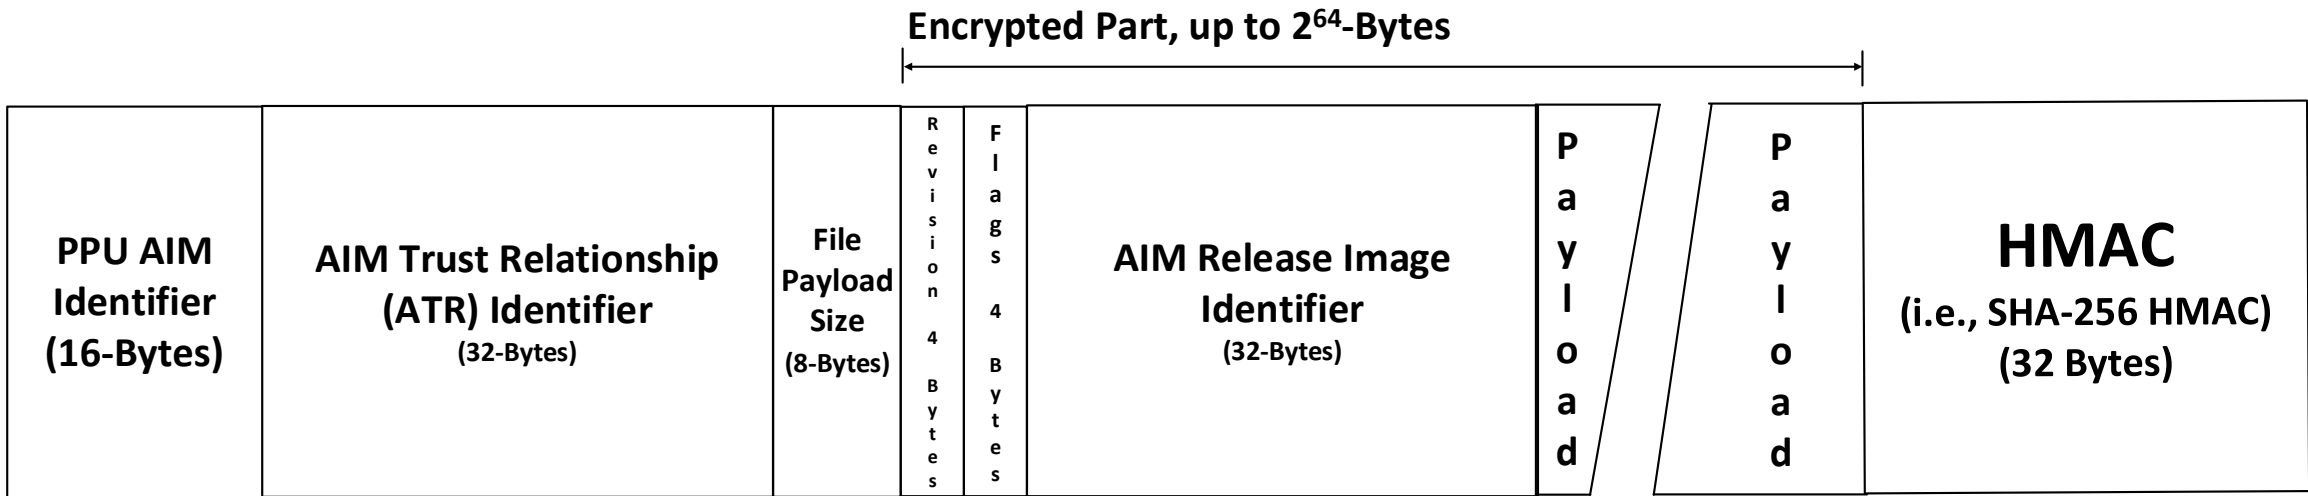 Encrypted Part, up to 2⁶⁴-Bytes
PPU AIM
Identifier
(16-Bytes)
AIM Trust Relationship
(ATR) Identifier
(32-Bytes)
File
Payload
Size
(8-Bytes)
Revision 4 Bytes
Flags 4 Bytes
AIM Release Image
Identifier
(32-Bytes)
Payload
Payload
HMAC
(i.e., SHA-256 HMAC)
(32 Bytes)